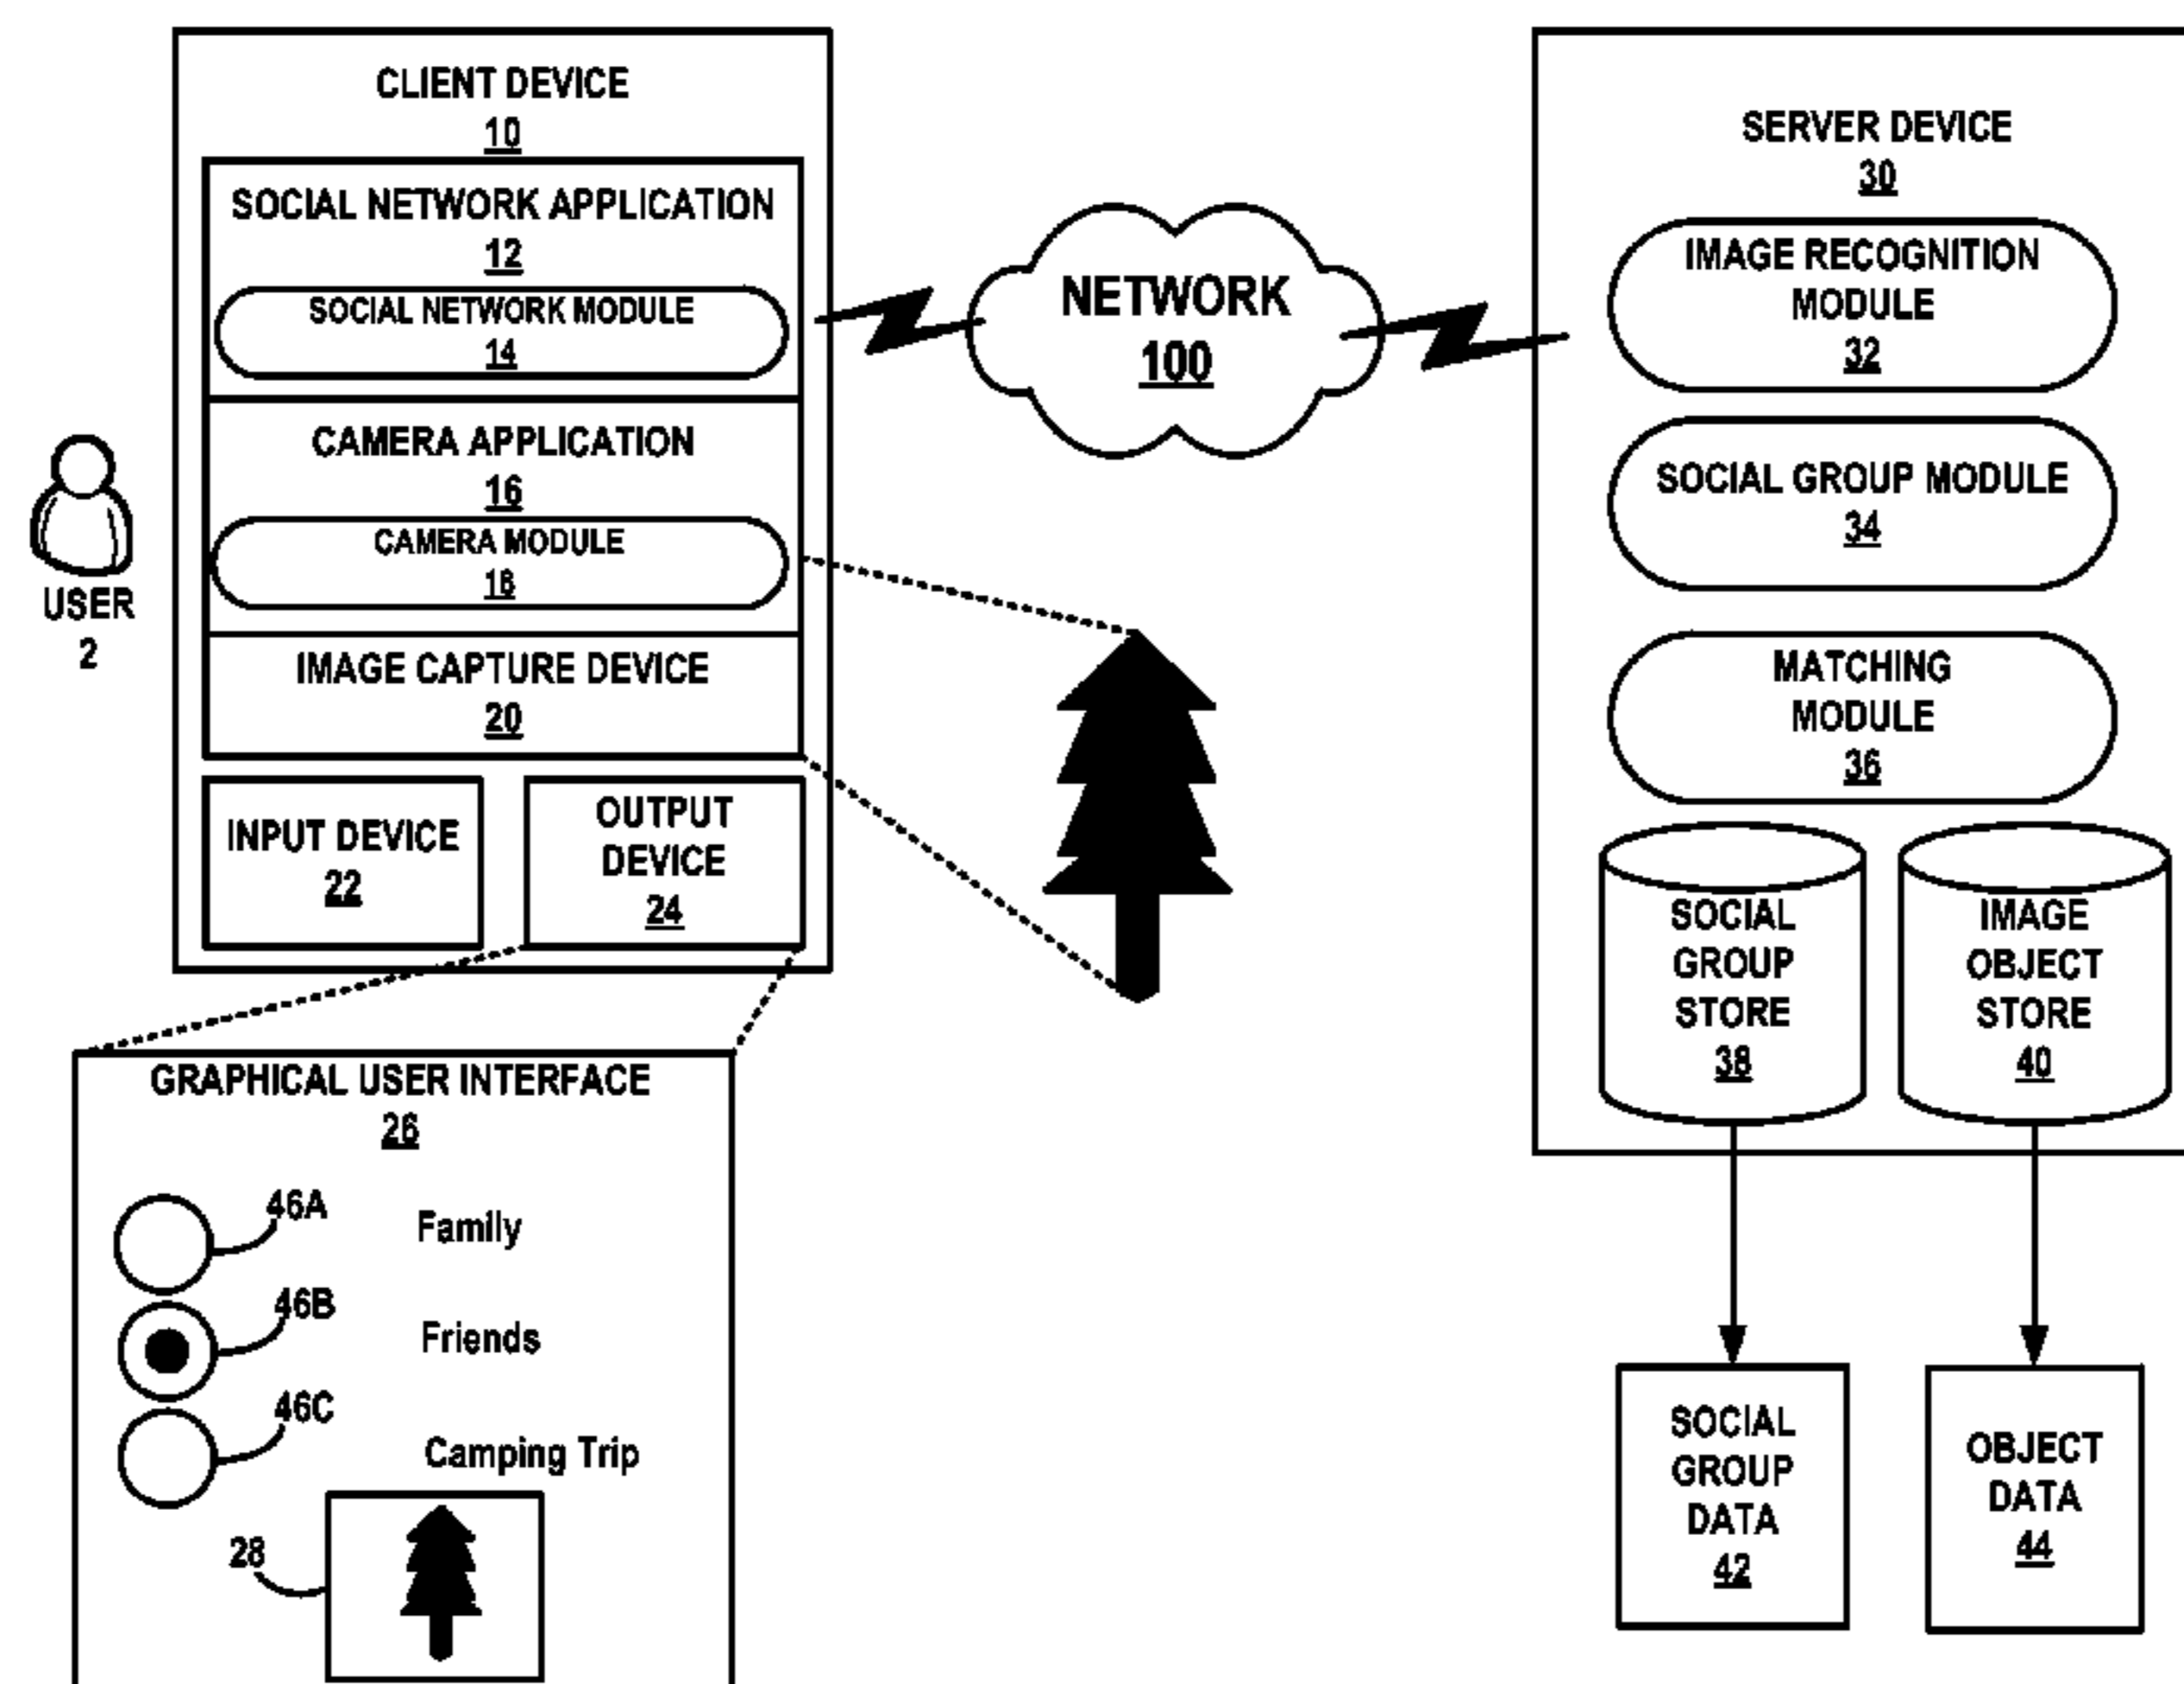 CLIENT DEVICE
10
SOCIAL NETWORK APPLICATION
12
SOCIAL NETWORK MODULE
14
CAMERA APPLICATION
16
CAMERA MODULE
18
IMAGE CAPTURE DEVICE
20
INPUT DEVICE
22
OUTPUT
DEVICE
24
USER
2
NETWORK
100
SERVER DEVICE
30
IMAGE RECOGNITION
MODULE
32
SOCIAL GROUP MODULE
34
MATCHING
MODULE
36
SOCIAL
GROUP
STORE
38
IMAGE
OBJECT
STORE
40
GRAPHICAL USER INTERFACE
26
46A
Family
46B
Friends
46C
Camping Trip
28
SOCIAL
GROUP
DATA
42
OBJECT
DATA
44